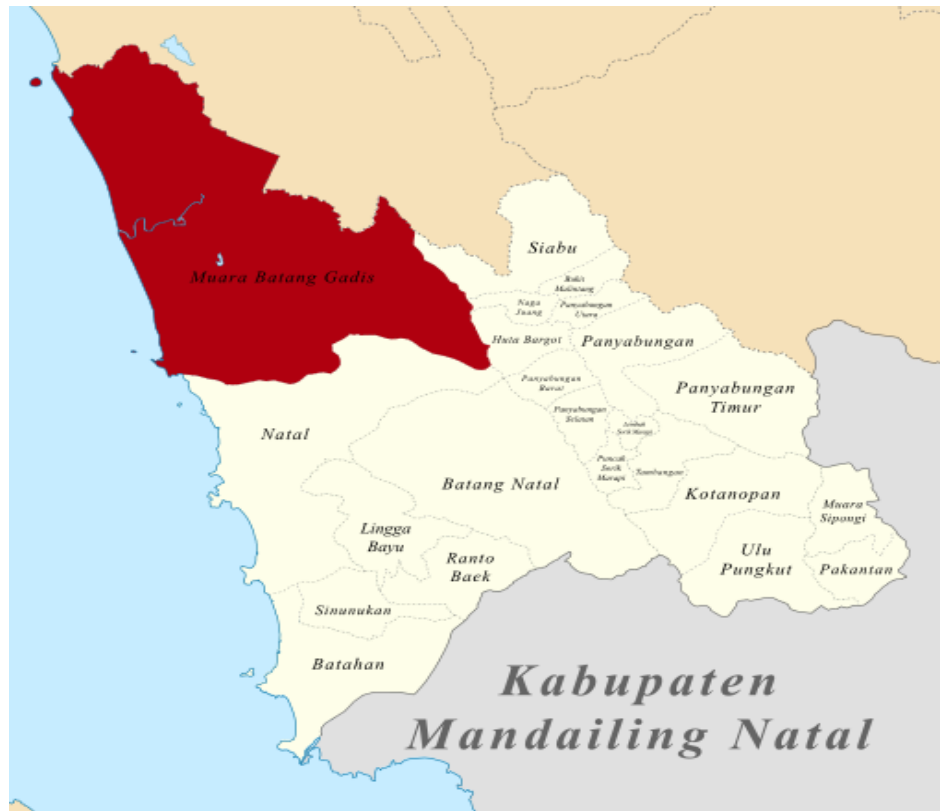 Siabu
Muara Batang Gadis
Bukit
Malintang
Naga
Juang
Panyabungan
Utara
Huta Bargot
Panyabungan
Panyabungan
Barat
Panyabungan
Timur
Panyabungan
Selatan
Natal
Lembah
Sorik Marapi
Puncak
Sorik
Marapi
Tambangan
Batang Natal
Kotanopan
Muara
Sipongi
Lingga
Bayu
Ranto
Baek
Ulu
Pungkut
Pakantan
Sinunukan
Batahan
Kabupaten
Mandailing Natal